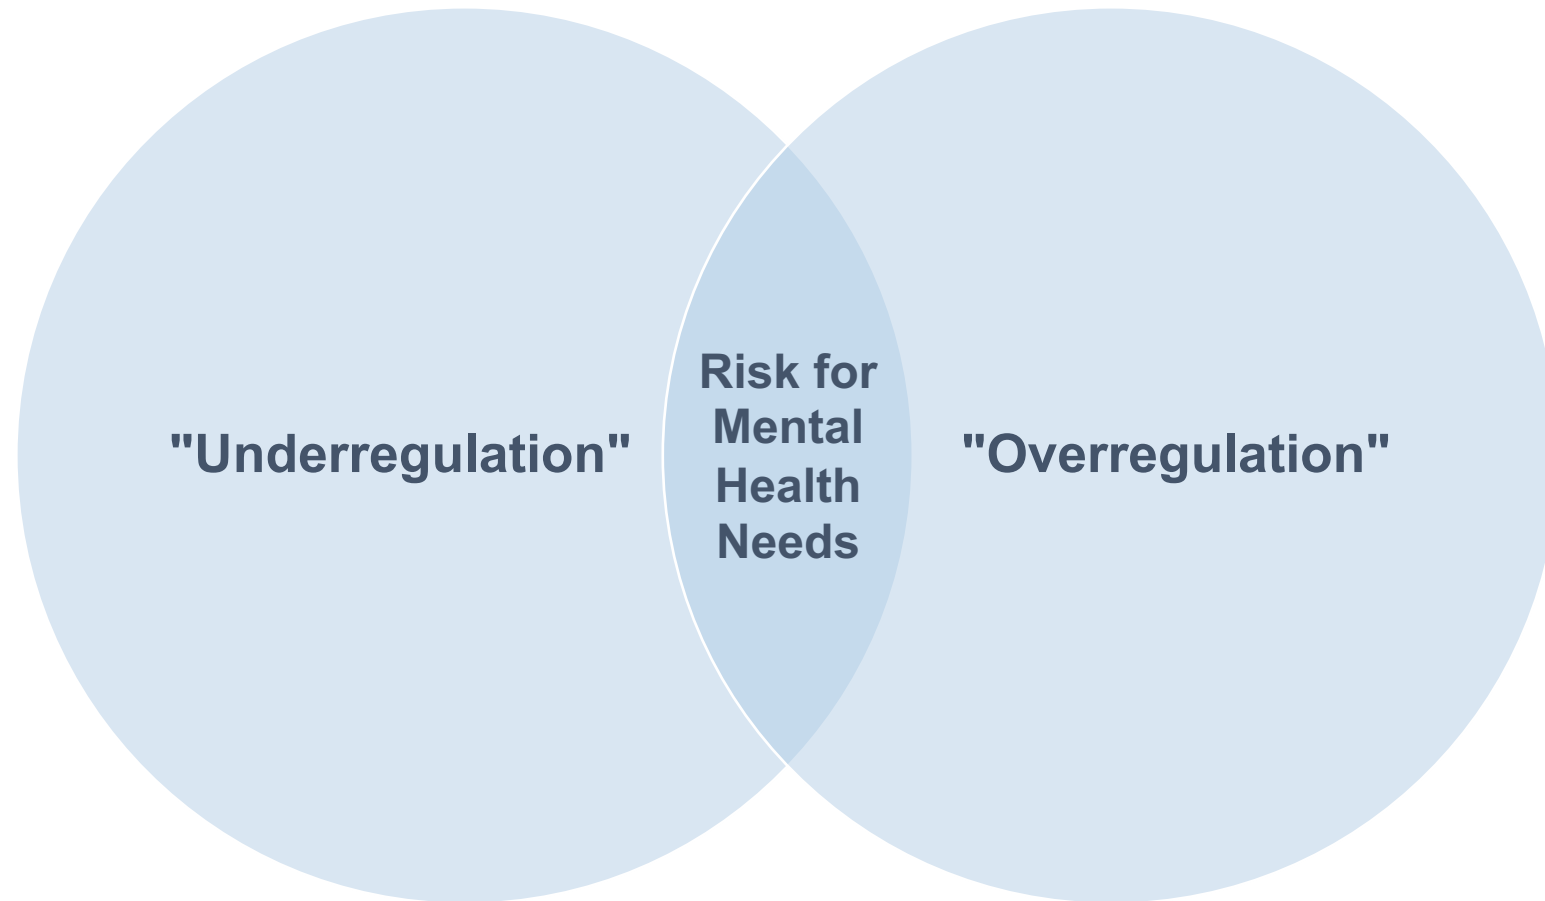 "Underregulation"
Risk for
Mental
Health
Needs
"Overregulation"